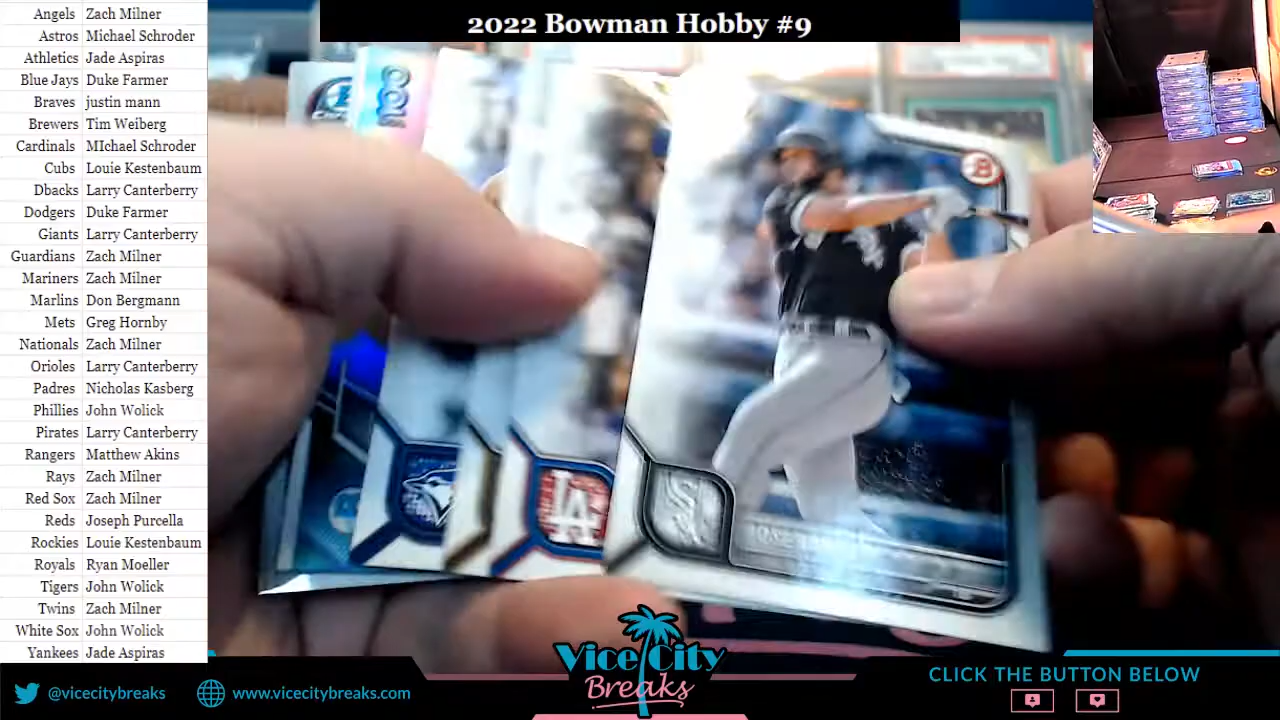 2022 Bowman Hobby #9
Angels Zach Milner
Astros Michael Schroder
Athletics Jade Aspiras
Blue Jays Duke Farmer
Braves justin mann
Brewers Tim Weiberg
Cardinals MIchael Schroder
Cubs Louie Kestenbaum
Dbacks Larry Canterberry
Dodgers Duke Farmer
Giants Larry Canterberry
Guardians Zach Milner
Mariners Zach Milner
Marlins Don Bergmann
Mets Greg Hornby
Nationals Zach Milner
Orioles Larry Canterberry
Padres Nicholas Kasberg
Phillies John Wolick
Pirates Larry Canterberry
Rangers Matthew Akins
Rays Zach Milner
Red Sox Zach Milner
Reds Joseph Purcella
Rockies Louie Kestenbaum
Royals Ryan Moeller
Tigers John Wolick
Twins Zach Milner
White Sox John Wolick
Yankees Jade Aspiras
B
LA
@vicecitybreaks
www.vicecitybreaks.com
Vice City
Breaks
CLICK THE BUTTON BELOW